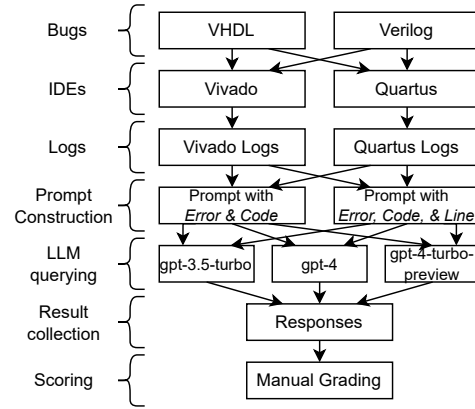 Bugs
VHDL
Verilog
IDEs
Vivado
Quartus
Logs
Vivado Logs
Quartus Logs
Prompt
Construction
Prompt with
Error & Code
Prompt with
Error, Code, & Line
LLM
querying
gpt-3.5-turbo
gpt-4
gpt-4-turbo-
preview
Result
collection
Responses
Scoring
Manual Grading